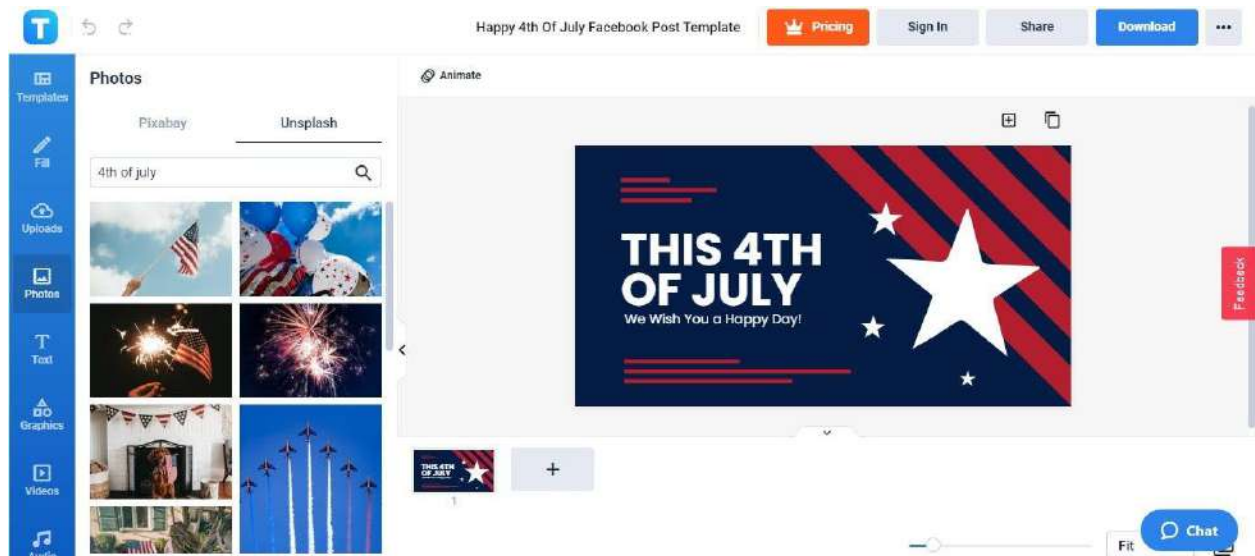 T
Happy 4th Of July Facebook Post Template
Pricing
Sign In
Share
Download
Templates
Fill
Uploads
Photos
Text
Graphics
Videos
Audio
Photos
Pixabay
Unsplash
4th of july
Animate
THIS 4TH
OF JULY
We Wish You a Happy Day!
Feedback
THIS 4TH
OF JULY
1
Fit
Chat